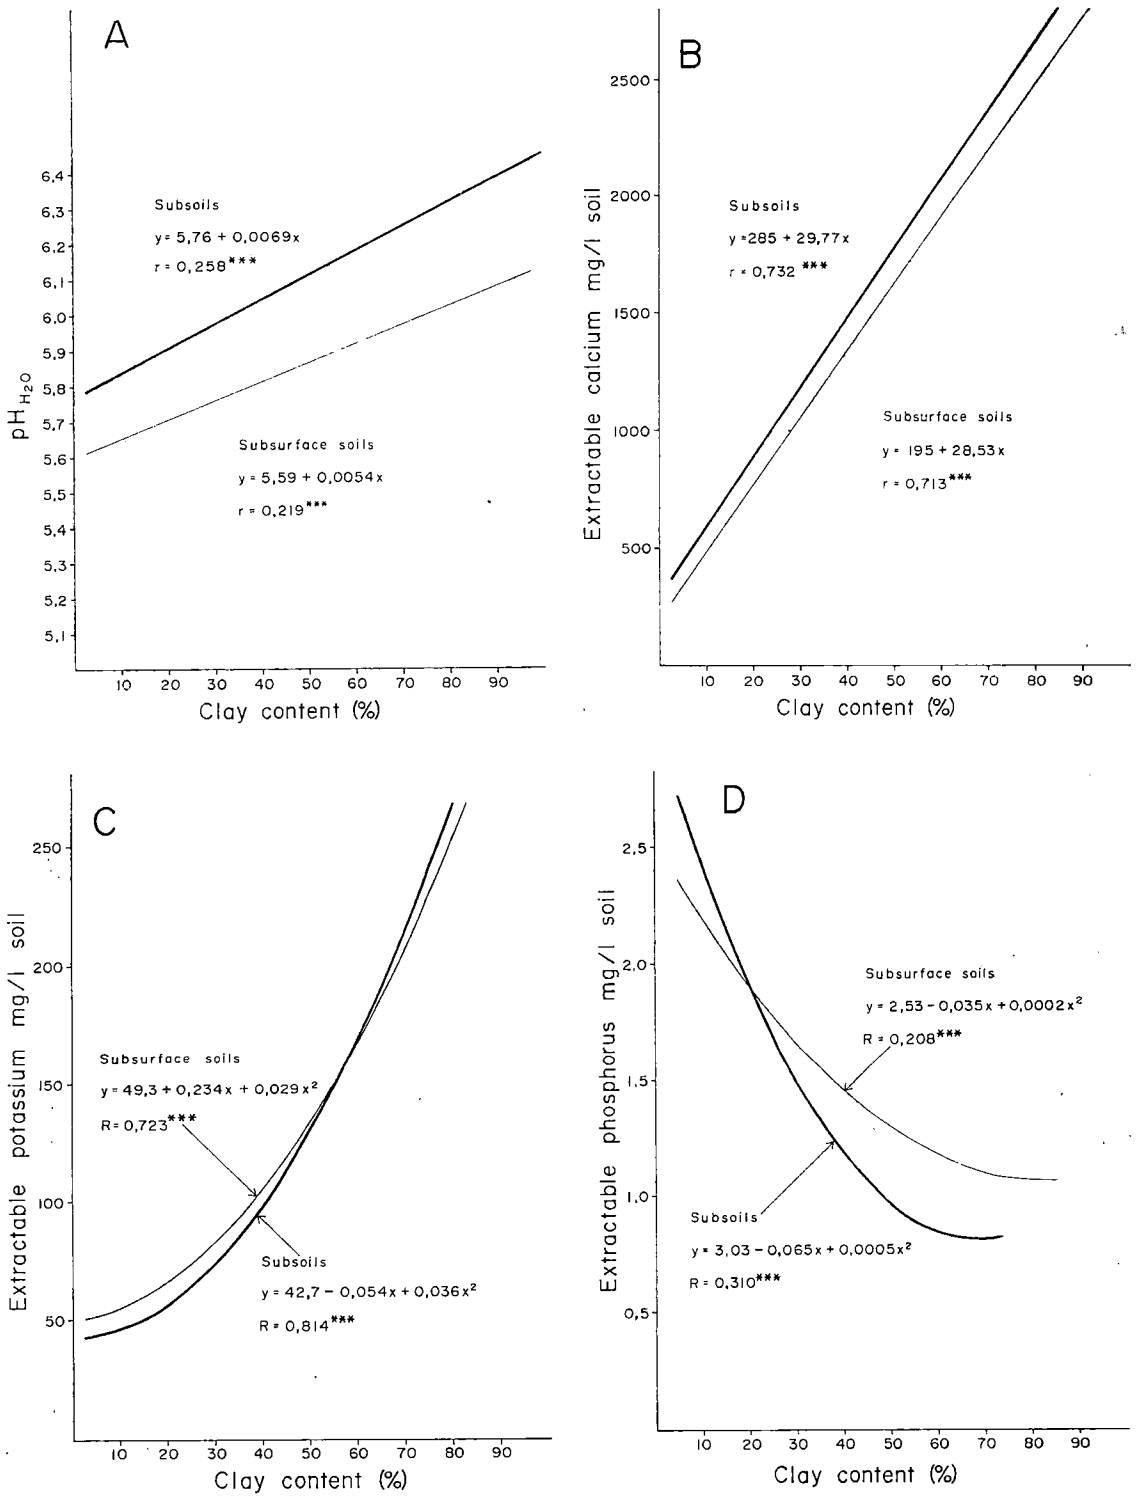 A
pH H₂O
6,4
6,3
6,2
6,1
6,0
5,9
5,8
5,7
5,6
5,5
5,4
5,3
5,2
5,1
Subsoils
y = 5,76 + 0,0069x
r = 0,258***
Subsurface soils
y = 5,59 + 0,0054x
r = 0,219***
10 20 30 40 50 60 70 80 90
Clay content (%)
B
Extractable calcium mg/l soil
2500
2000
1500
1000
500
Subsoils
y = 285 + 29,77x
r = 0,732 ***
Subsurface soils
y = 195 + 28,53x
r = 0,713***
10 20 30 40 50 60 70 80 90
Clay content (%)
C
Extractable potassium mg/l soil
250
200
150
100
50
Subsurface soils
y = 49,3 + 0,234x + 0,029x²
R = 0,723***
Subsoils
y = 42,7 – 0,054x + 0,036x²
R = 0,814***
10 20 30 40 50 60 70 80 90
Clay content (%)
D
Extractable phosphorus mg/l soil
2,5
2,0
1,5
1,0
0,5
Subsurface soils
y = 2,53 – 0,035x + 0,0002x²
R = 0,208***
Subsoils
y = 3,03 – 0,065x + 0,0005x²
R = 0,310***
10 20 30 40 50 60 70 80 90
Clay content (%)